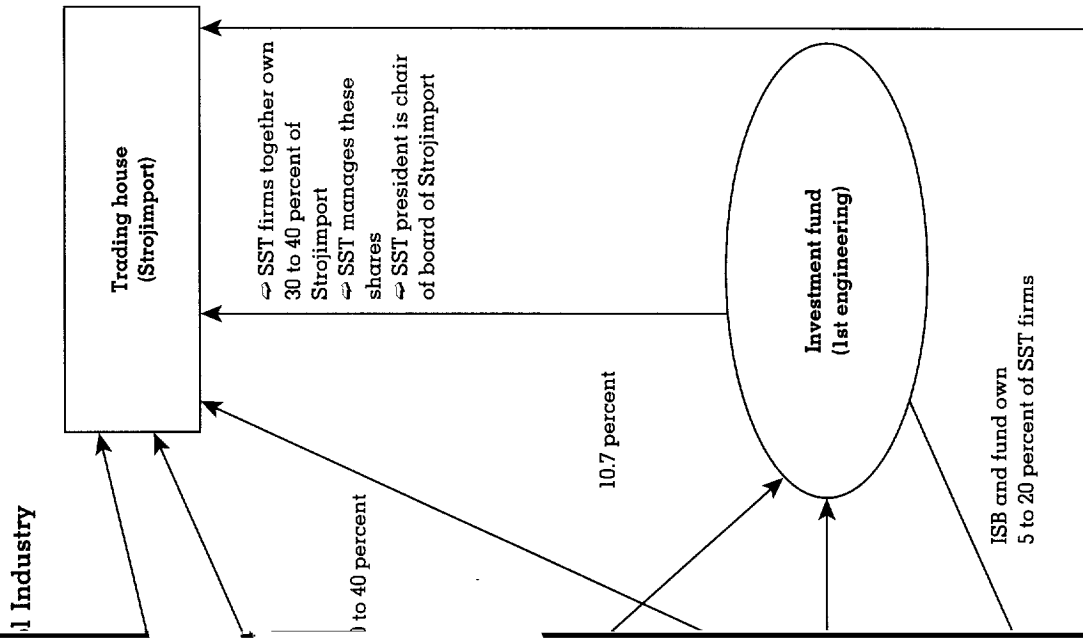 l Industry
Trading house
(Strojimport)
➪ SST firms together own
30 to 40 percent of
Strojimport
➪ SST manages these
shares
➪ SST president is chair
of board of Strojimport
to 40 percent
10.7 percent
Investment fund
(1st engineering)
ISB and fund own
5 to 20 percent of SST firms